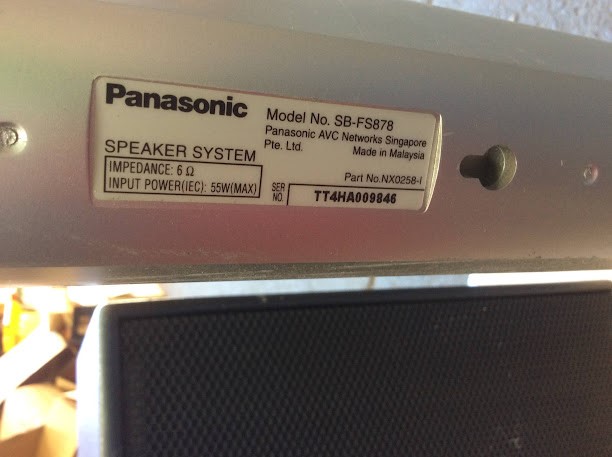 Panasonic
SPEAKER SYSTEM
IMPEDANCE: 6 Ω
INPUT POWER(IEC): 55W(MAX)
Model No. SB-FS878
Panasonic AVC Networks Singapore
Pte. Ltd. Made in Malaysia
Part No.NX0258-I
SER NO. TT4HA009846